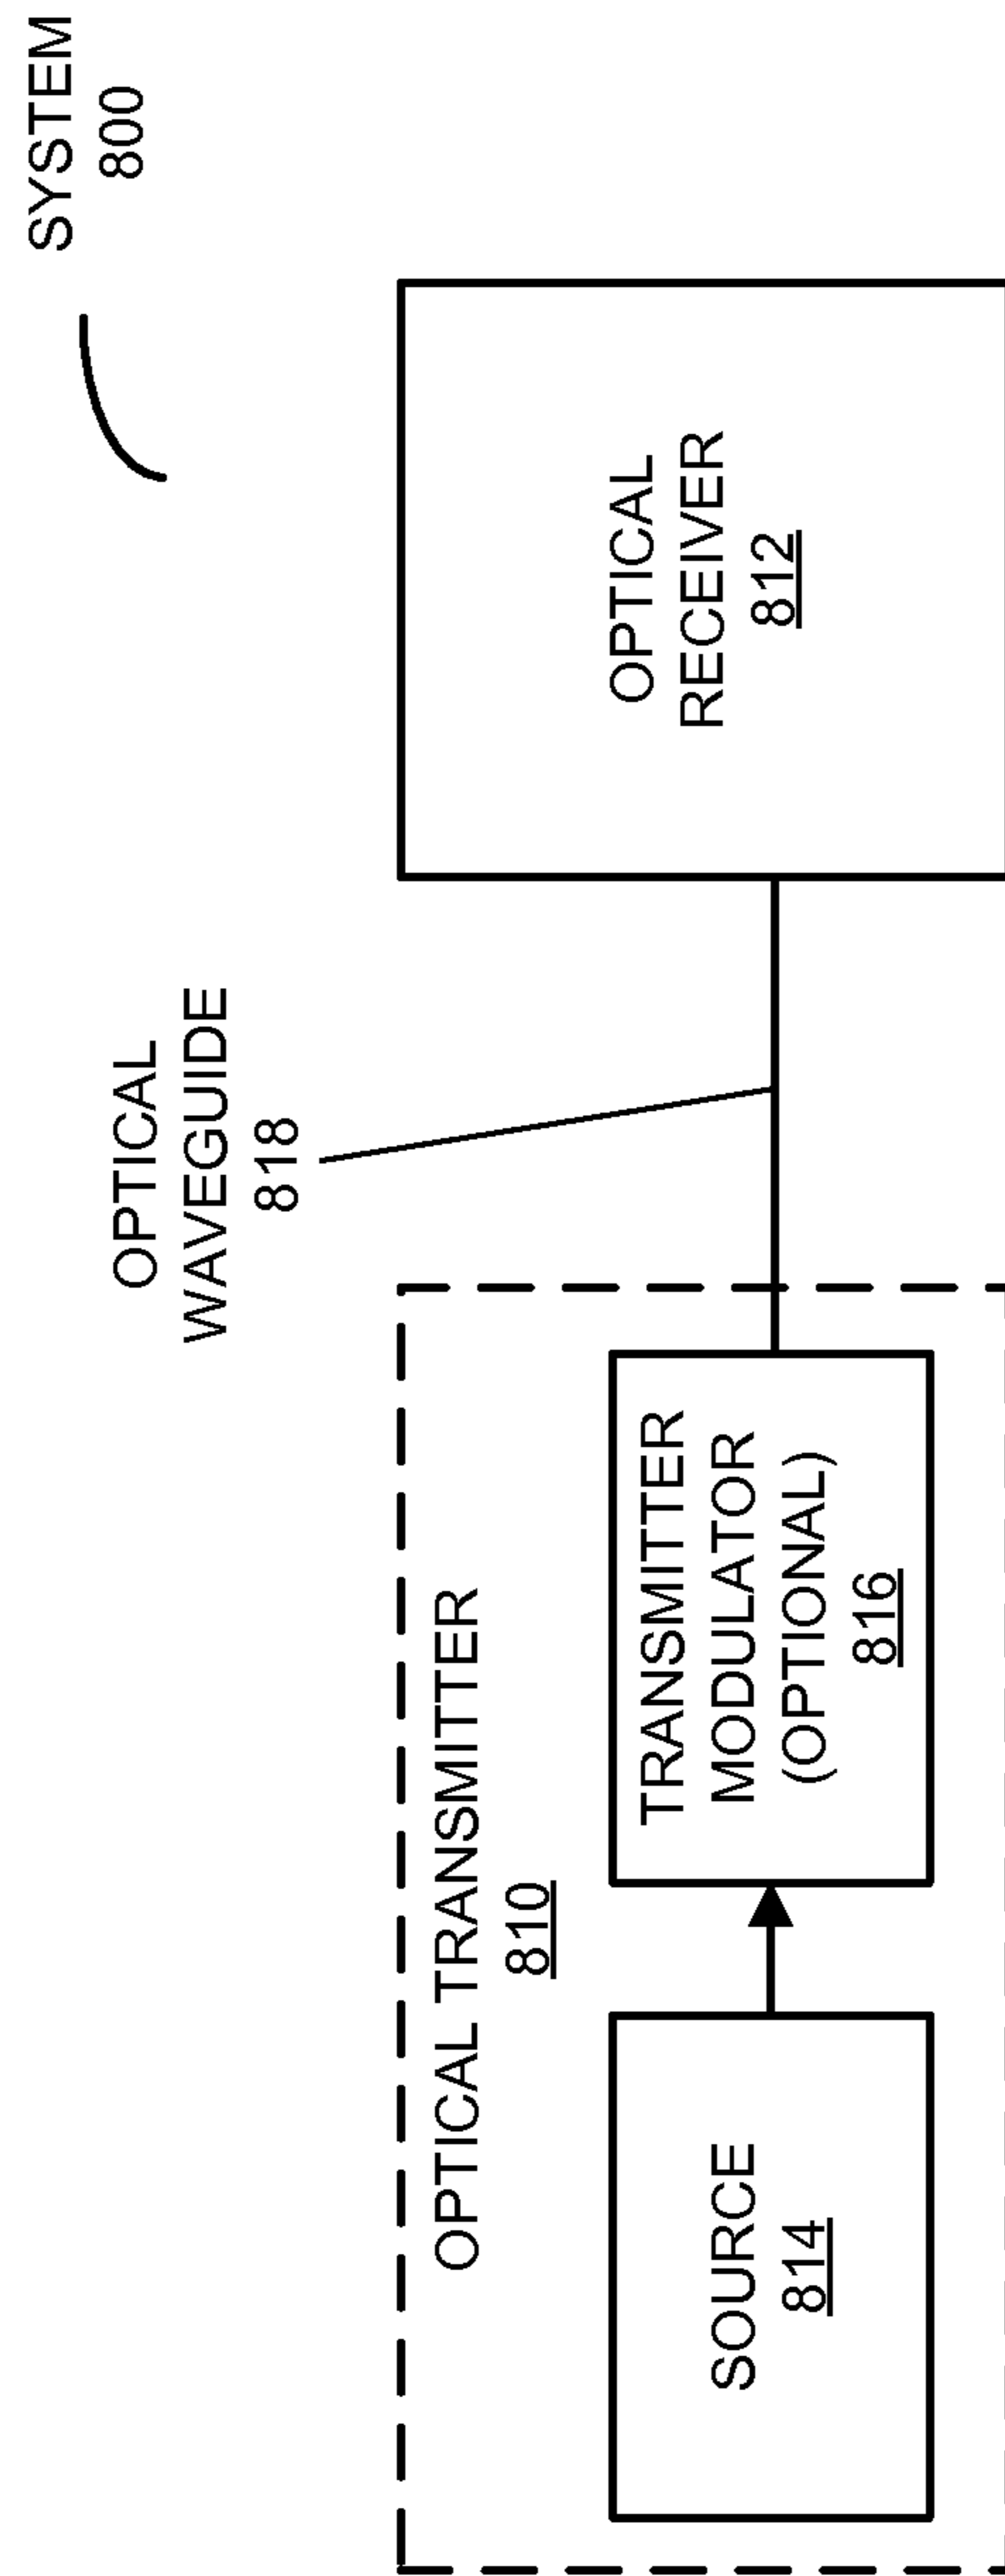 SYSTEM
800
OPTICAL
WAVEGUIDE
818
OPTICAL TRANSMITTER
810
SOURCE
814
TRANSMITTER
MODULATOR
(OPTIONAL)
816
OPTICAL
RECEIVER
812